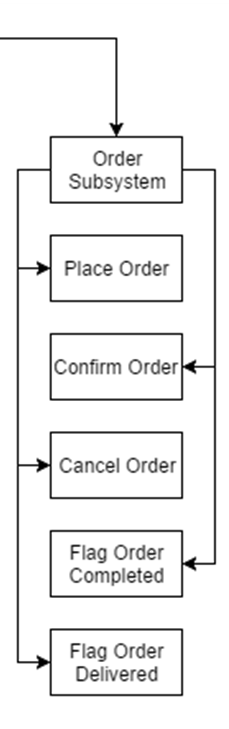 Order
Subsystem
Place Order
Confirm Order
Cancel Order
Flag Order
Completed
Flag Order
Delivered